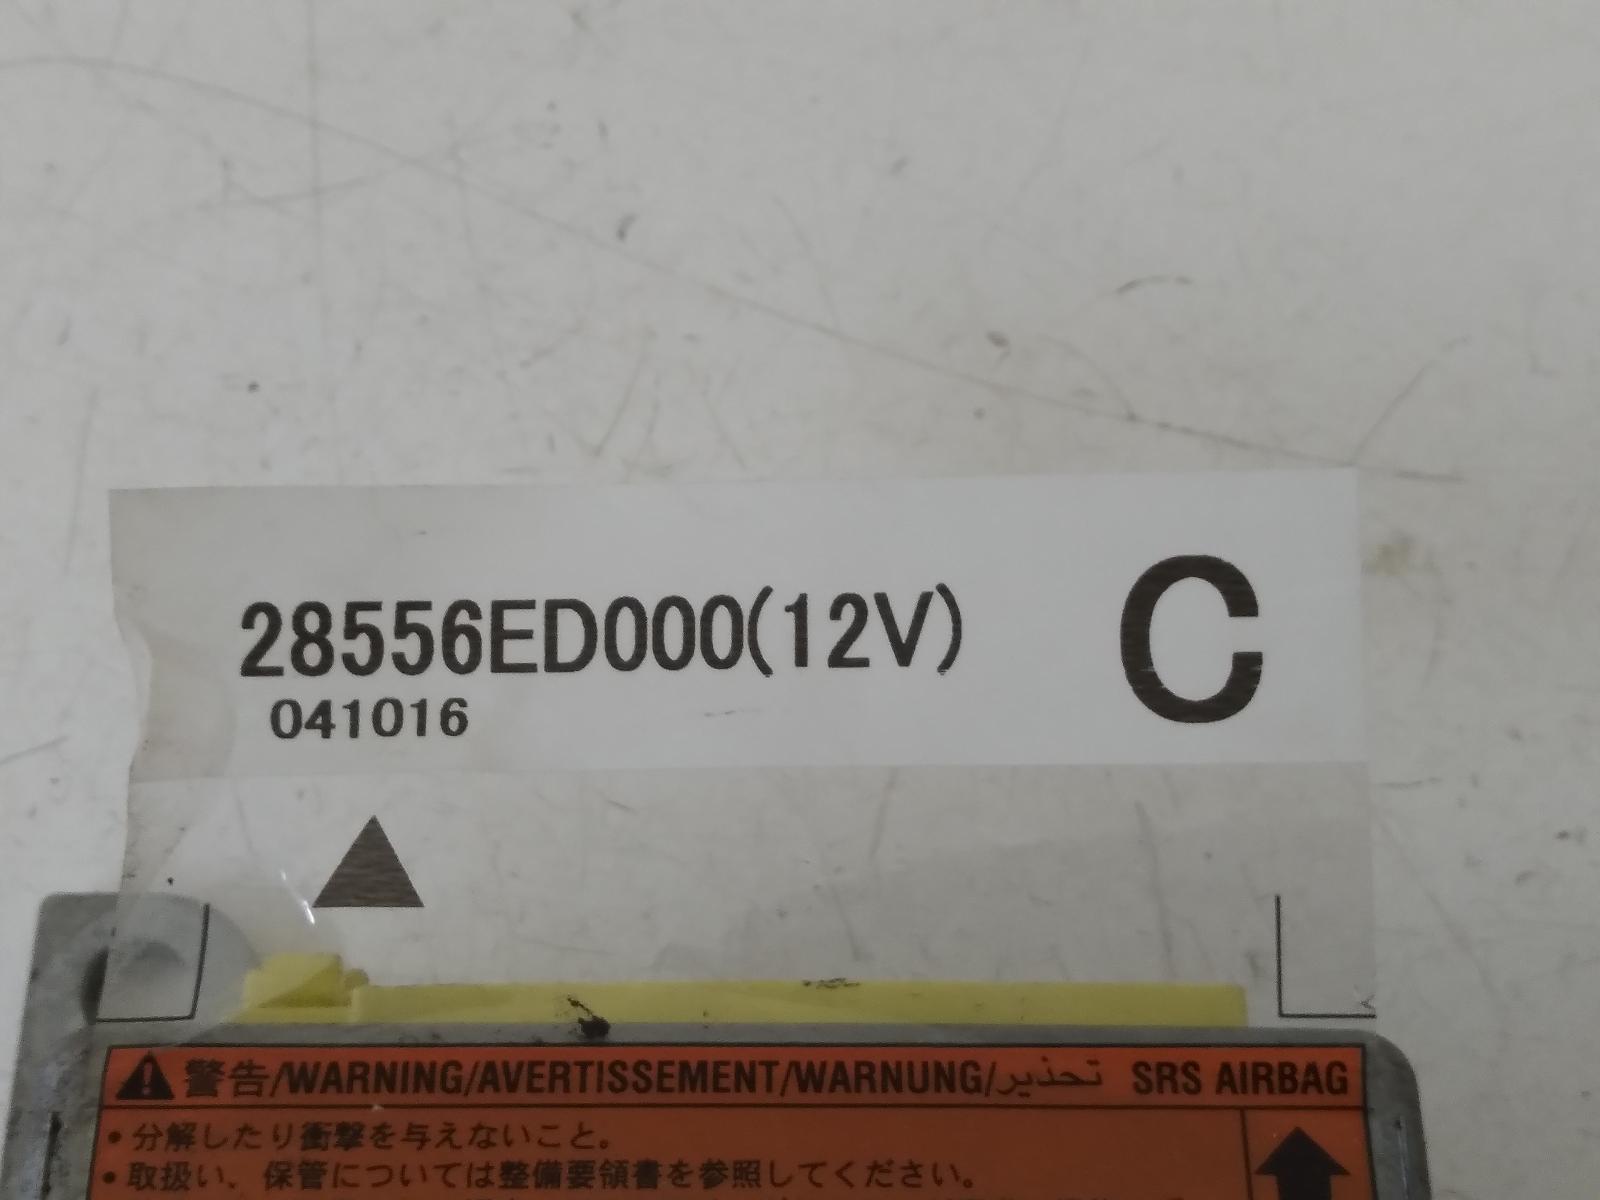 28556ED000(12V) C
041016
警告/WARNING/AVERTISSEMENT/WARNUNG/تحذير SRS AIRBAG
・分解したり衝撃を与えないこと。
・取扱い、保管については整備要領書を参照してください。